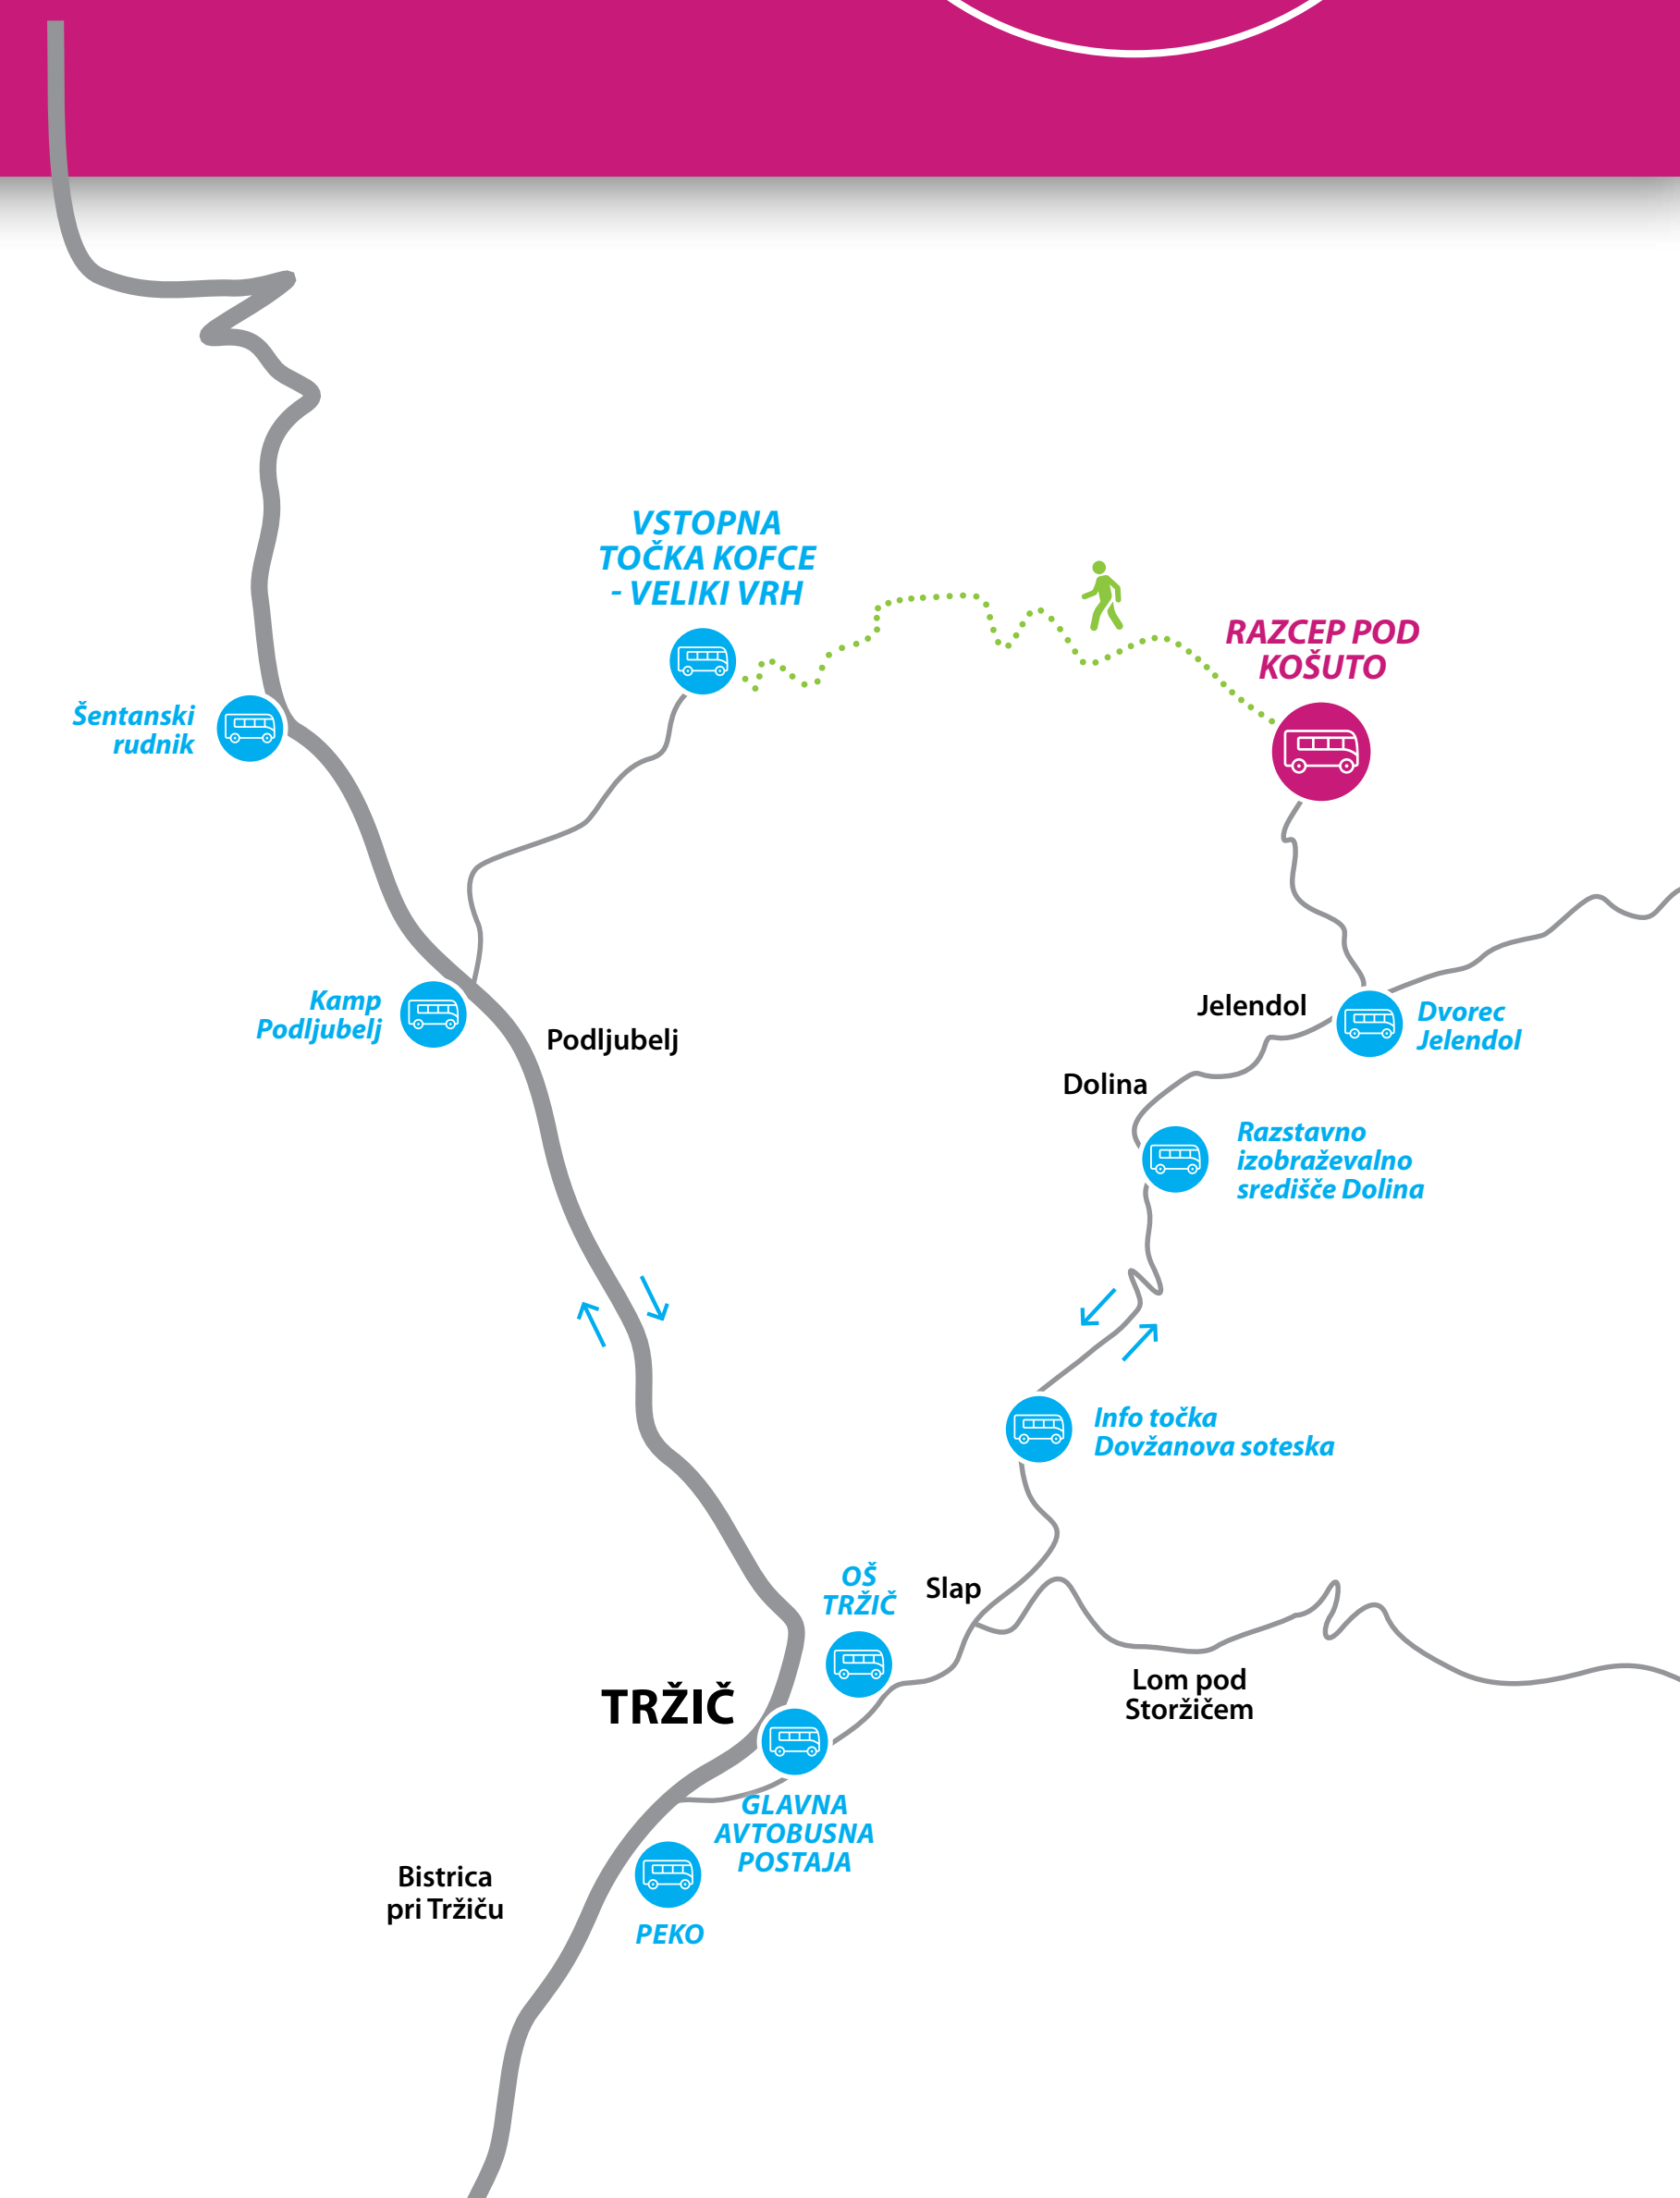 VSTOPNA
TOČKA KOFCE
- VELIKI VRH
RAZCEP POD
KOŠUTO
Šentanski
rudnik
Kamp
Podljubelj
Podljubelj
Jelendol
Dvorec
Jelendol
Dolina
Razstavno
izobraževalno
središče Dolina
Info točka
Dovžanova soteska
OŠ
TRŽIČ
Slap
Lom pod
Storžičem
TRŽIČ
GLAVNA
AVTOBUSNA
POSTAJA
Bistrica
pri Tržiču
PEKO